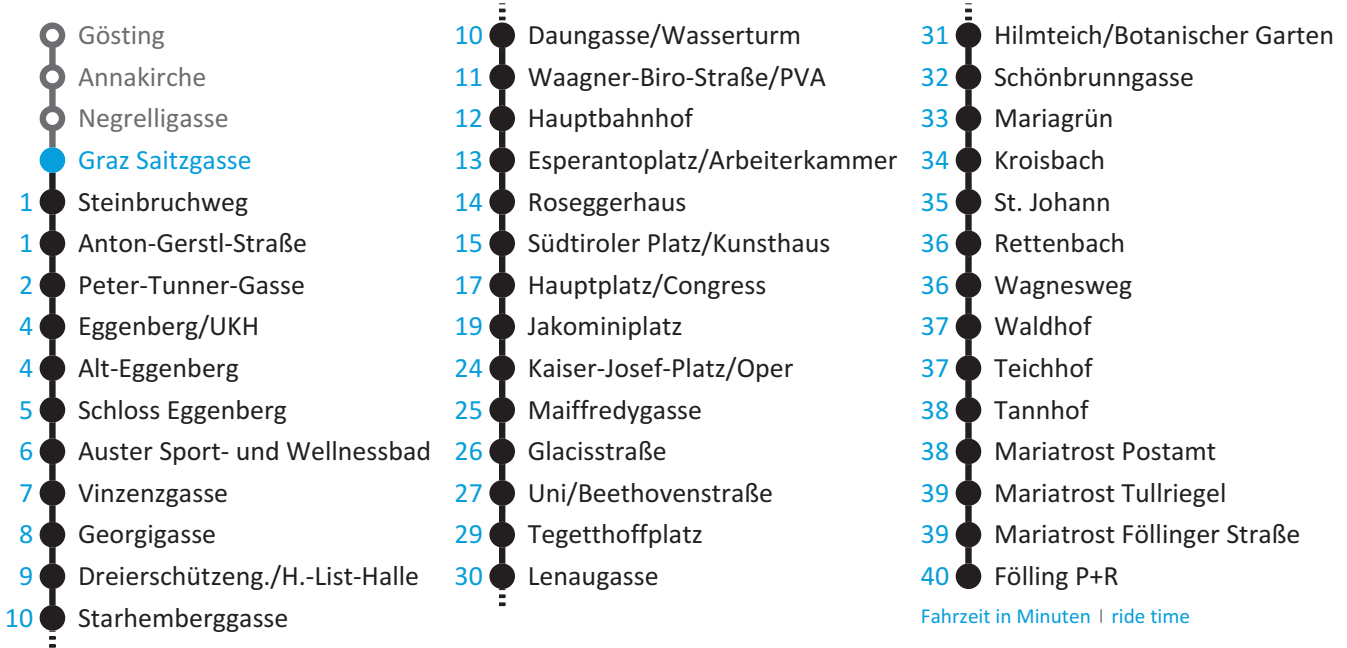 Gösting
Annakirche
Negrelligasse
Graz Saitzgasse
1 Steinbruchweg
1 Anton-Gerstl-Straße
2 Peter-Tunner-Gasse
4 Eggenberg/UKH
4 Alt-Eggenberg
5 Schloss Eggenberg
6 Auster Sport- und Wellnessbad
7 Vinzenzgasse
8 Georgigasse
9 Dreierschützeng./H.-List-Halle
10 Starhemberggasse
10 Daungasse/Wasserturm
11 Waagner-Biro-Straße/PVA
12 Hauptbahnhof
13 Esperantoplatz/Arbeiterkammer
14 Roseggerhaus
15 Südtiroler Platz/Kunsthaus
17 Hauptplatz/Congress
19 Jakominiplatz
24 Kaiser-Josef-Platz/Oper
25 Maiffredygasse
26 Glacisstraße
27 Uni/Beethovenstraße
29 Tegetthoffplatz
30 Lenaugasse
31 Hilmteich/Botanischer Garten
32 Schönbrunngasse
33 Mariagrün
34 Kroisbach
35 St. Johann
36 Rettenbach
36 Wagnesweg
37 Waldhof
37 Teichhof
38 Tannhof
38 Mariatrost Postamt
39 Mariatrost Tullriegel
39 Mariatrost Föllinger Straße
40 Fölling P+R
Fahrzeit in Minuten | ride time